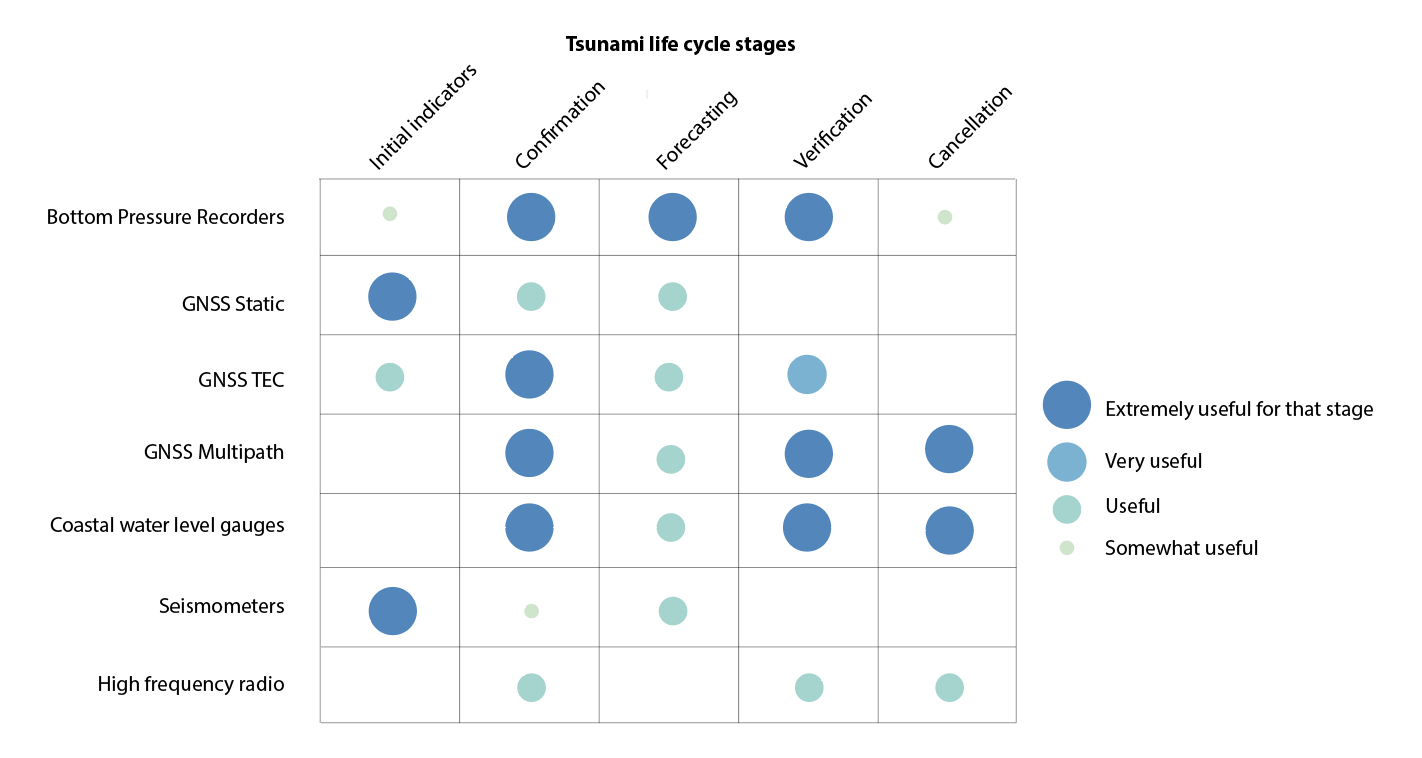 Tsunami life cycle stages
Initial indicators
Confirmation
Forecasting
Verification
Cancellation
Bottom Pressure Recorders
GNSS Static
GNSS TEC
GNSS Multipath
Coastal water level gauges
Seismometers
High frequency radio
Extremely useful for that stage
Very useful
Useful
Somewhat useful